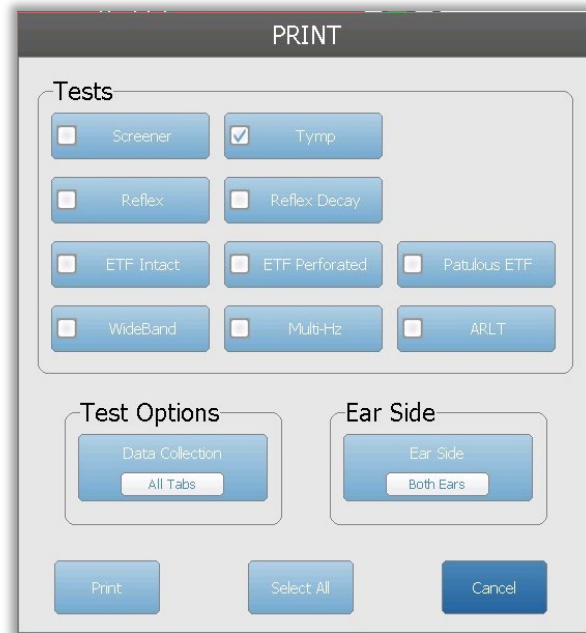 PRINT
Tests
Screener
Tymp
Reflex
Reflex Decay
ETF Intact
ETF Perforated
Patulous ETF
WideBand
Multi-Hz
ARLT
Test Options
Data Collection
All Tabs
Ear Side
Ear Side
Both Ears
Print
Select All
Cancel